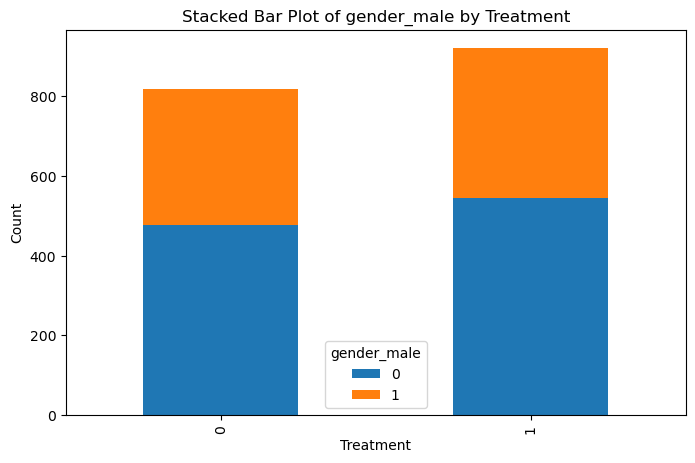 Stacked Bar Plot of gender_male by Treatment
Count
800
600
400
200
0
gender_male
0
1
0
1
Treatment